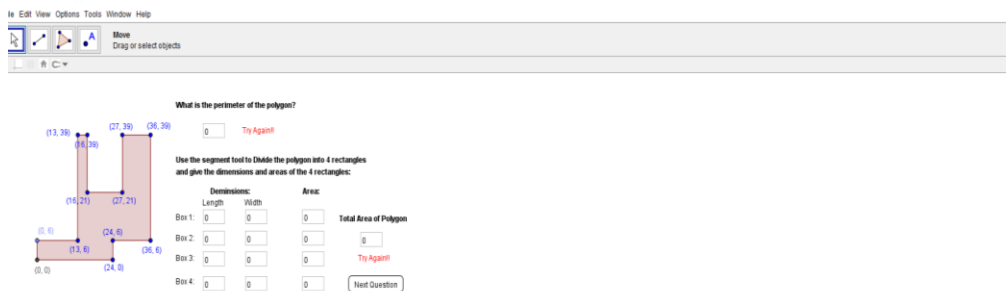 le Edit View Options Tools Window Help
A
Move
Drag or select objects
What is the perimeter of the polygon?
0 Try Again!!
(13, 39) (27, 39) (36, 39)
(16, 39)
Use the segment tool to Divide the polygon into 4 rectangles
and give the dimensions and areas of the 4 rectangles:
Deminsions: Area:
Length Width
(16, 21) (27, 21)
Box 1: 0 0 0 Total Area of Polygon
(0, 6) (24, 6)
Box 2: 0 0 0 0
(13, 6) (36, 6)
Box 3: 0 0 0 Try Again!!
(0, 0) (24, 0)
Box 4: 0 0 0 Next Question